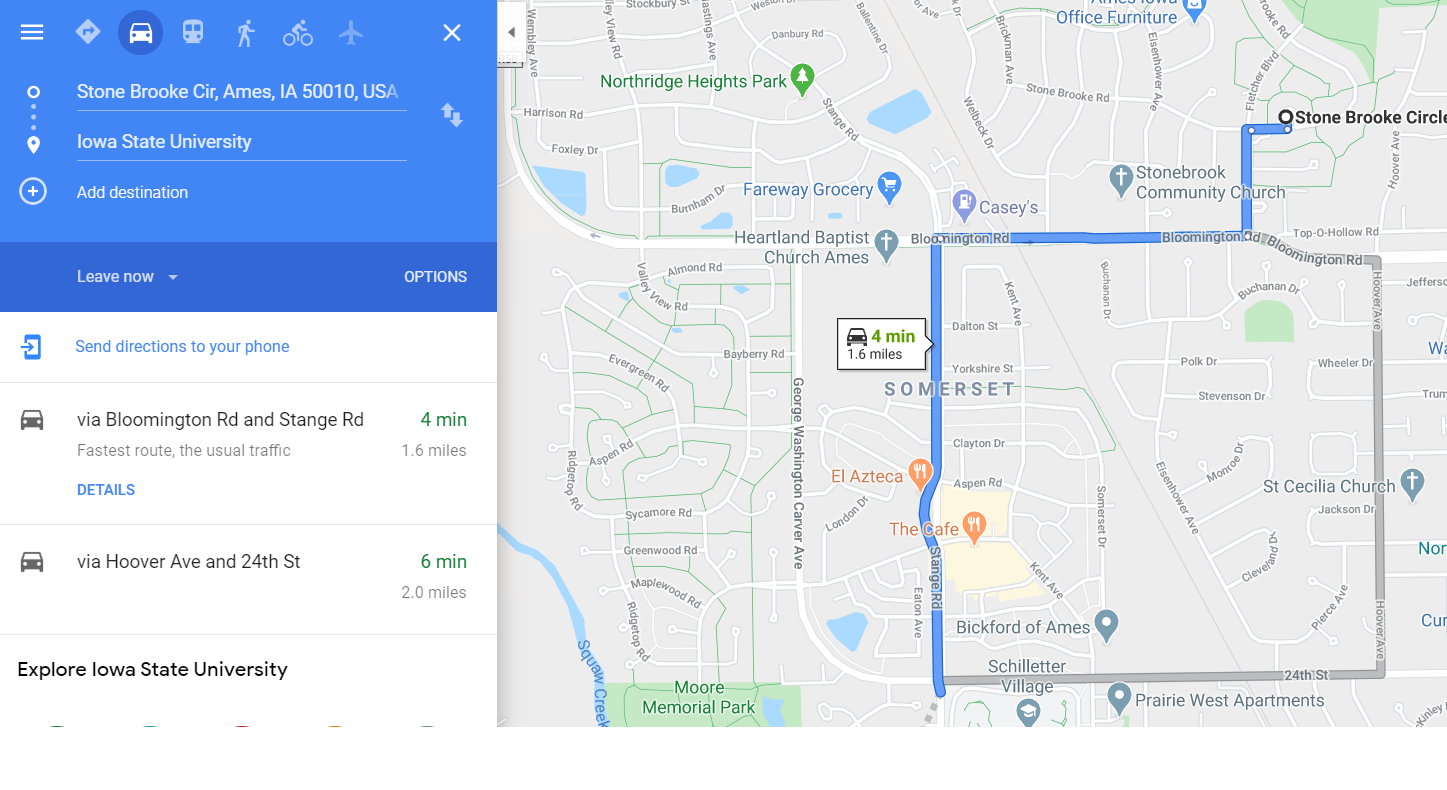 Stone Brooke Cir, Ames, IA 50010, USA
Iowa State University
Add destination
Leave now
OPTIONS
Send directions to your phone
via Bloomington Rd and Stange Rd
4 min
Fastest route, the usual traffic
1.6 miles
DETAILS
via Hoover Ave and 24th St
6 min
2.0 miles
Explore Iowa State University
Stockbury St
Wembley Ave
Valley View Rd
Hastings Ave
Danbury Rd
Ballentine Dr
Brickman Ave
Ames Iowa
Office Furniture
Eisenhower Ave
Fletcher Blvd
Northridge Heights Park
Harrison Rd
Stange Rd
Welbeck Dr
Stone Brooke Rd
Stone Brooke Circle
Foxley Dr
Hoover Ave
Stonebrook
Community Church
Fareway Grocery
Burnham Dr
Casey's
Heartland Baptist
Church Ames
Bloomington Rd
Bloomington Rd
Top-O-Hollow Rd
Bloomington Rd
Almond Rd
Valley View Rd
Kent Ave
Buchanan Dr
Buchanan Dr
Hoover Ave
4 min
1.6 miles
Dalton St
Bayberry Rd
Evergreen Rd
Yorkshire St
Polk Dr
Wheeler Dr
SOMERSET
Stevenson Dr
George Washington Carver Ave
Clayton Dr
Aspen Rd
Ridgetop Rd
Monroe Dr
Eisenhower Ave
El Azteca
Aspen Rd
St Cecilia Church
London Dr
Somerset Dr
Sycamore Rd
Jackson Dr
The Cafe
Greenwood Rd
Stange Rd
Cleveland Dr
Maplewood Rd
Kent Ave
Eaton Ave
Pierce Ave
Hoover Ave
Ridgetop Rd
Bickford of Ames
Squaw Creek
Schilletter
Village
24th St
Moore
Memorial Park
Prairie West Apartments